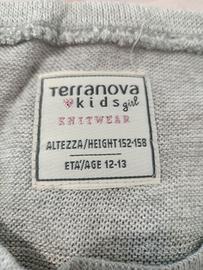 Terranova
kids girl
KNITWEAR
ALTEZZA/HEIGHT 152-158
ETA'/AGE 12-13